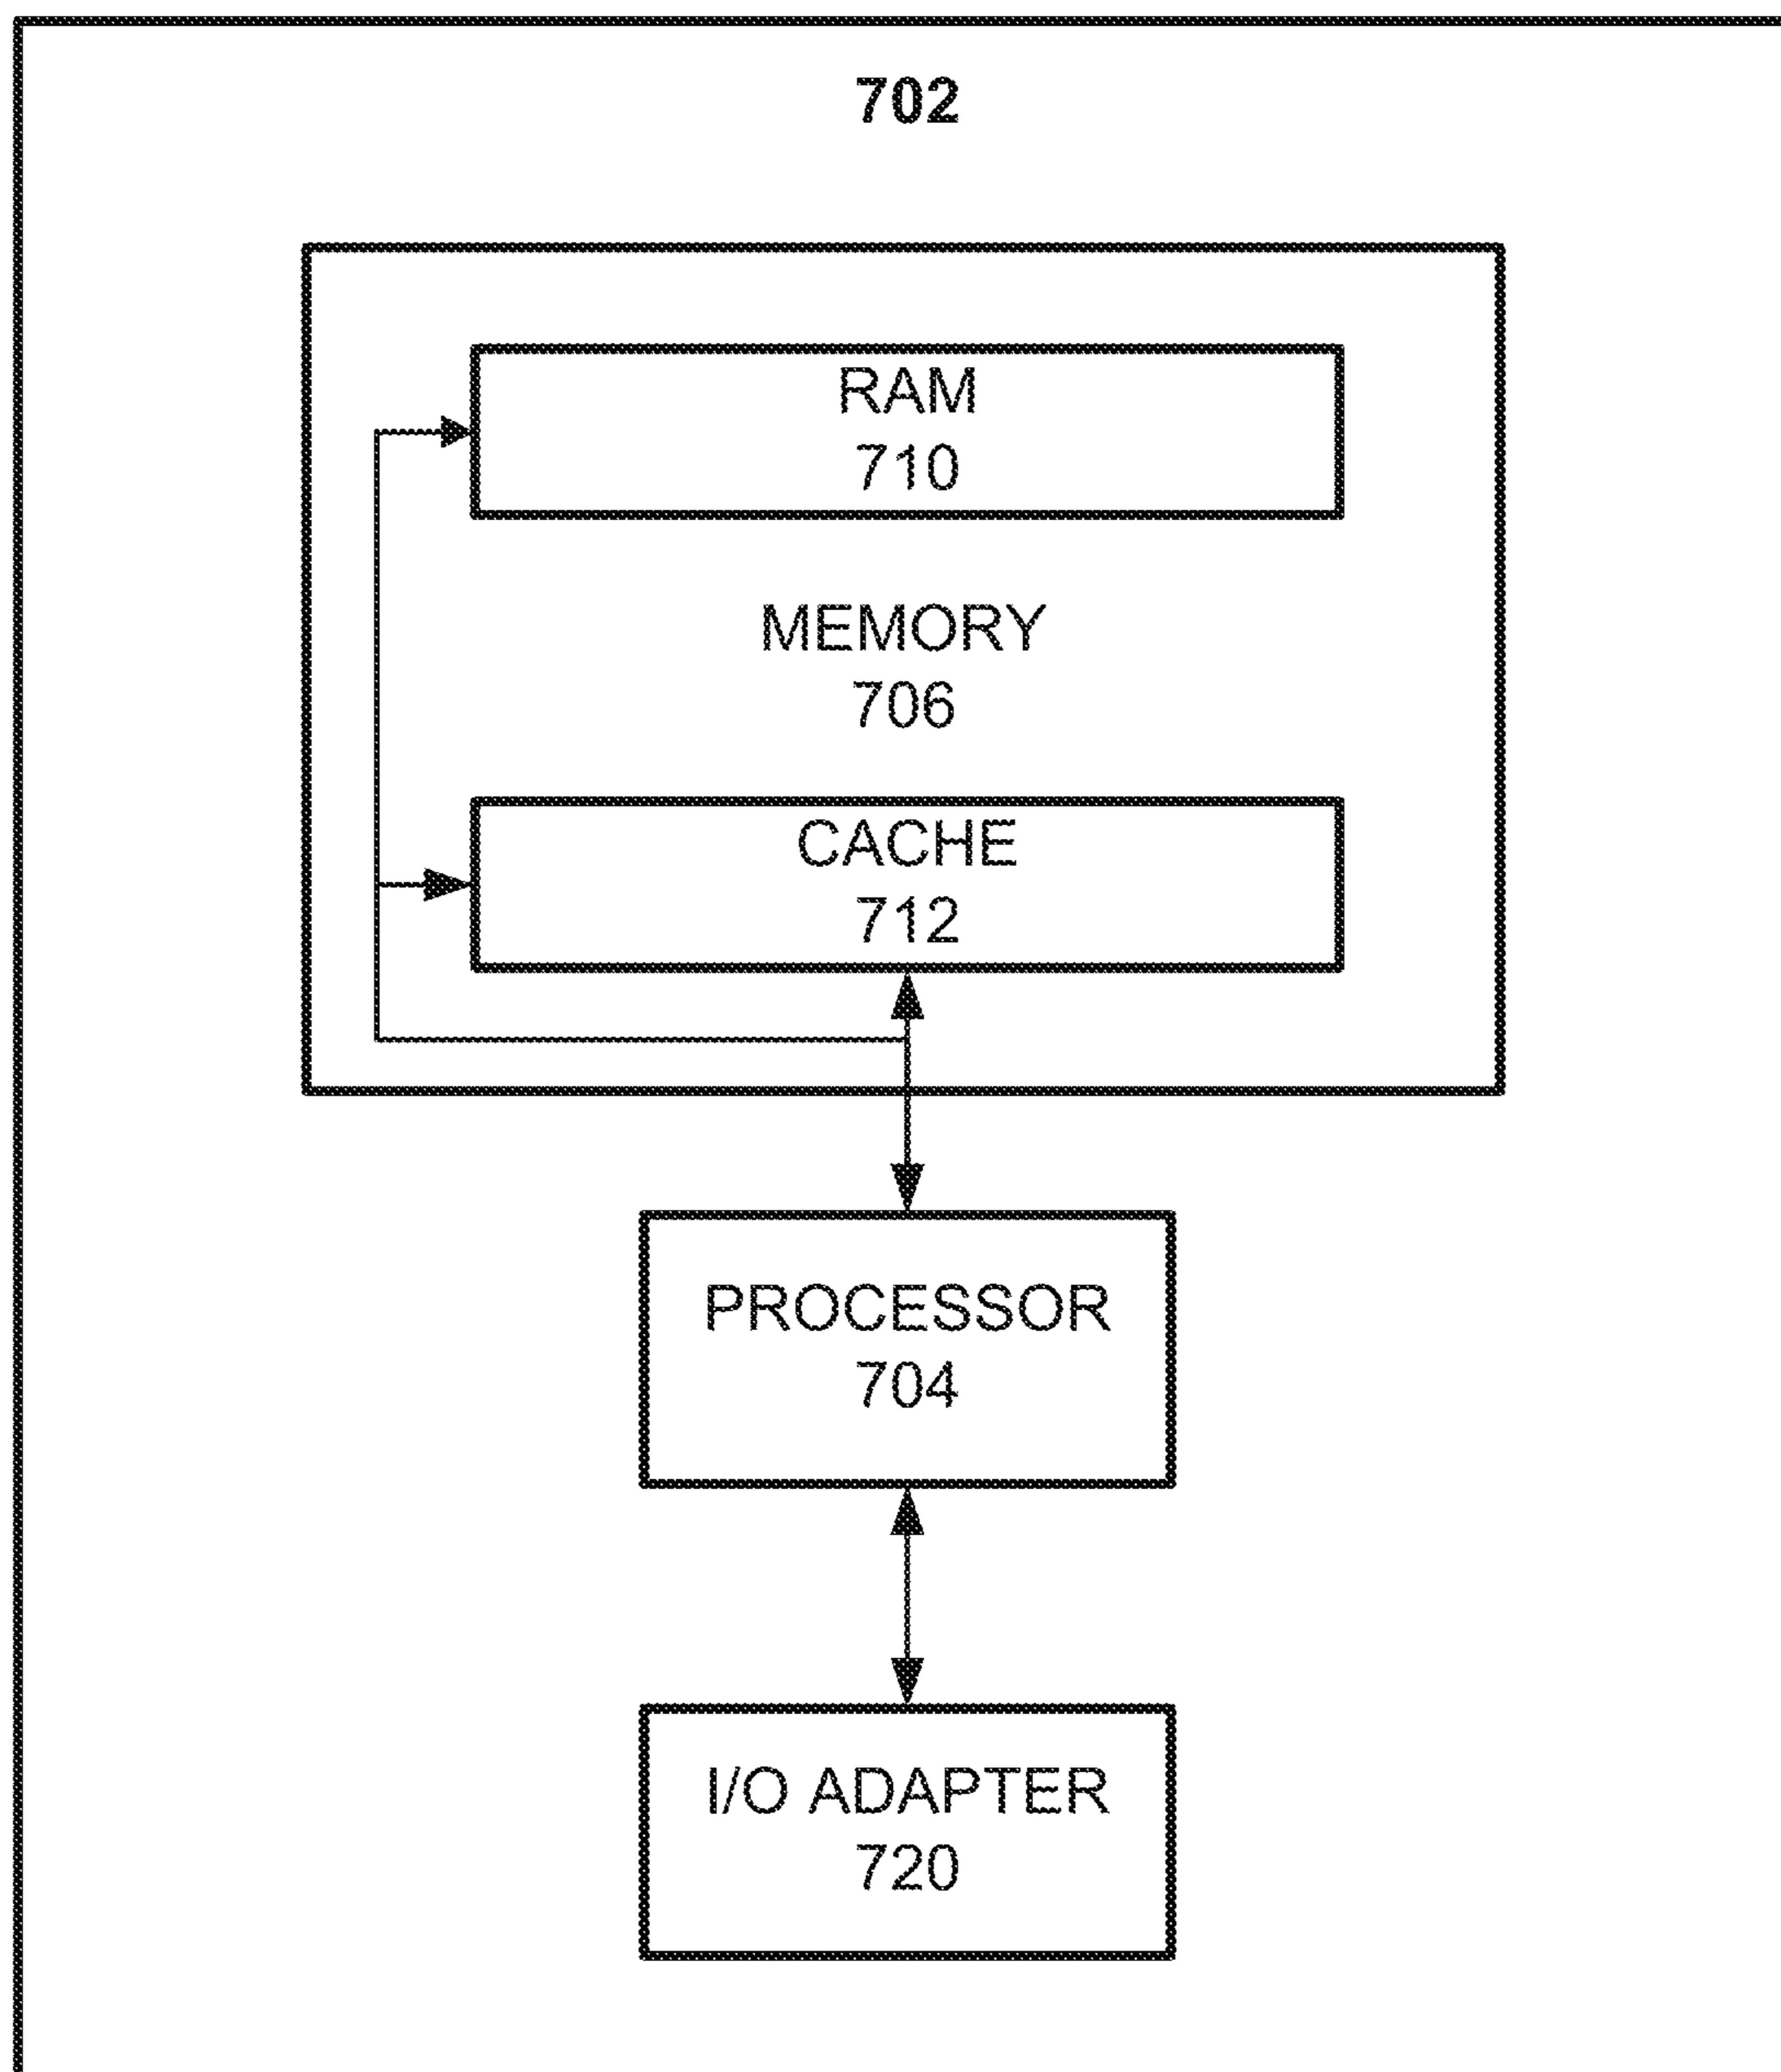 702
RAM
710
MEMORY
706
CACHE
712
PROCESSOR
704
I/O ADAPTER
720